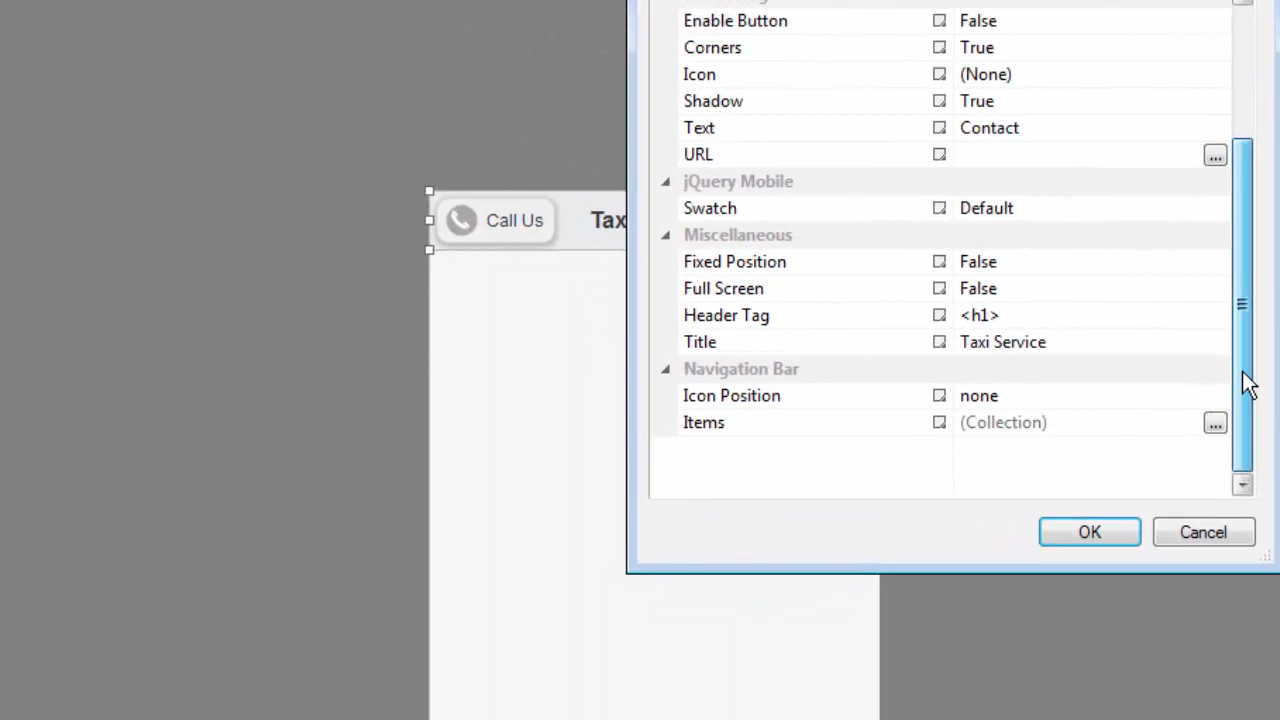 Enable Button False
Corners True
Icon (None)
Shadow True
Text Contact
URL ...
jQuery Mobile
Swatch Default
Miscellaneous
Fixed Position False
Full Screen False
Header Tag <h1>
Title Taxi Service
Navigation Bar
Icon Position none
Items (Collection) ...
OK Cancel
Call Us Tax